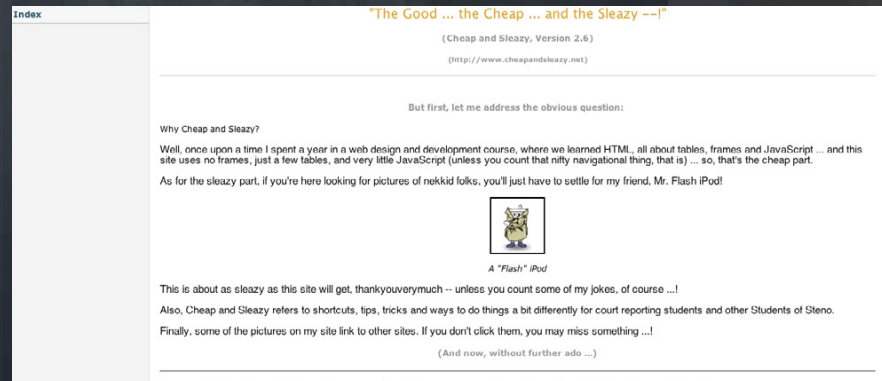 Index
"The Good ... the Cheap ... and the Sleazy --!"
(Cheap and Sleazy, Version 2.6)
(http://www.cheapandsleazy.net)
But first, let me address the obvious question:
Why Cheap and Sleazy?
Well, once upon a time I spent a year in a web design and development course, where we learned HTML, all about tables, frames and JavaScript ... and this
site uses no frames, just a few tables, and very little JavaScript (unless you count that nifty navigational thing, that is) ... so, that's the cheap part.
As for the sleazy part, if you're here looking for pictures of nekkid folks, you'll just have to settle for my friend, Mr. Flash iPod!
A "Flash" iPod
This is about as sleazy as this site will get, thankyouverymuch -- unless you count some of my jokes, of course ...!
Also, Cheap and Sleazy refers to shortcuts, tips, tricks and ways to do things a bit differently for court reporting students and other Students of Steno.
Finally, some of the pictures on my site link to other sites. If you don't click them, you may miss something ...!
(And now, without further ado ...)